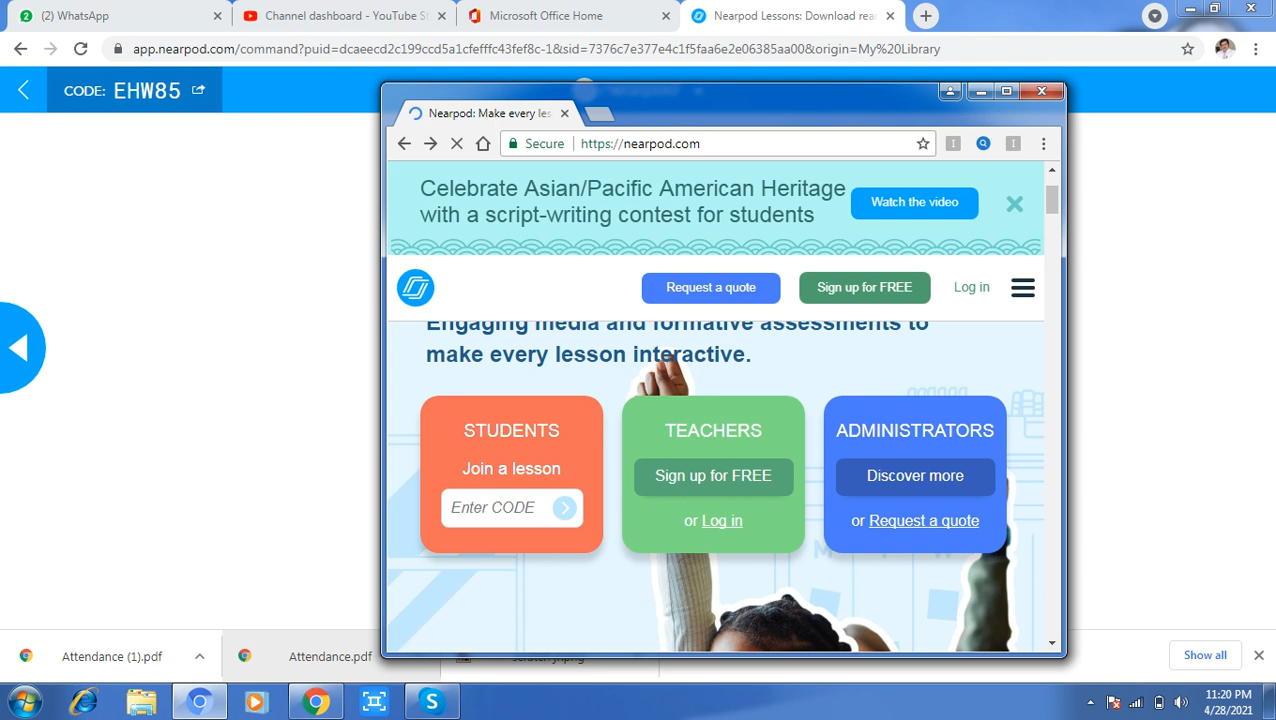 (2) WhatsApp
Channel dashboard - YouTube St
Microsoft Office Home
Nearpod Lessons: Download rea
app.nearpod.com/command?puid=dcaeecd2c199ccd5a1cfefffc43fef8c-1&sid=7376c7e377e4c1f5faa6e2e06385aa00&origin=My%20Library
CODE: EHW85
Nearpod: Make every les
Secure https://nearpod.com
Celebrate Asian/Pacific American Heritage
with a script-writing contest for students
Watch the video
Request a quote
Sign up for FREE
Log in
Engaging media and formative assessments to
make every lesson interactive.
STUDENTS
Join a lesson
Enter CODE
TEACHERS
Sign up for FREE
or Log in
ADMINISTRATORS
Discover more
or Request a quote
Attendance (1).pdf
Attendance.pdf
Show all
11:20 PM
4/28/2021